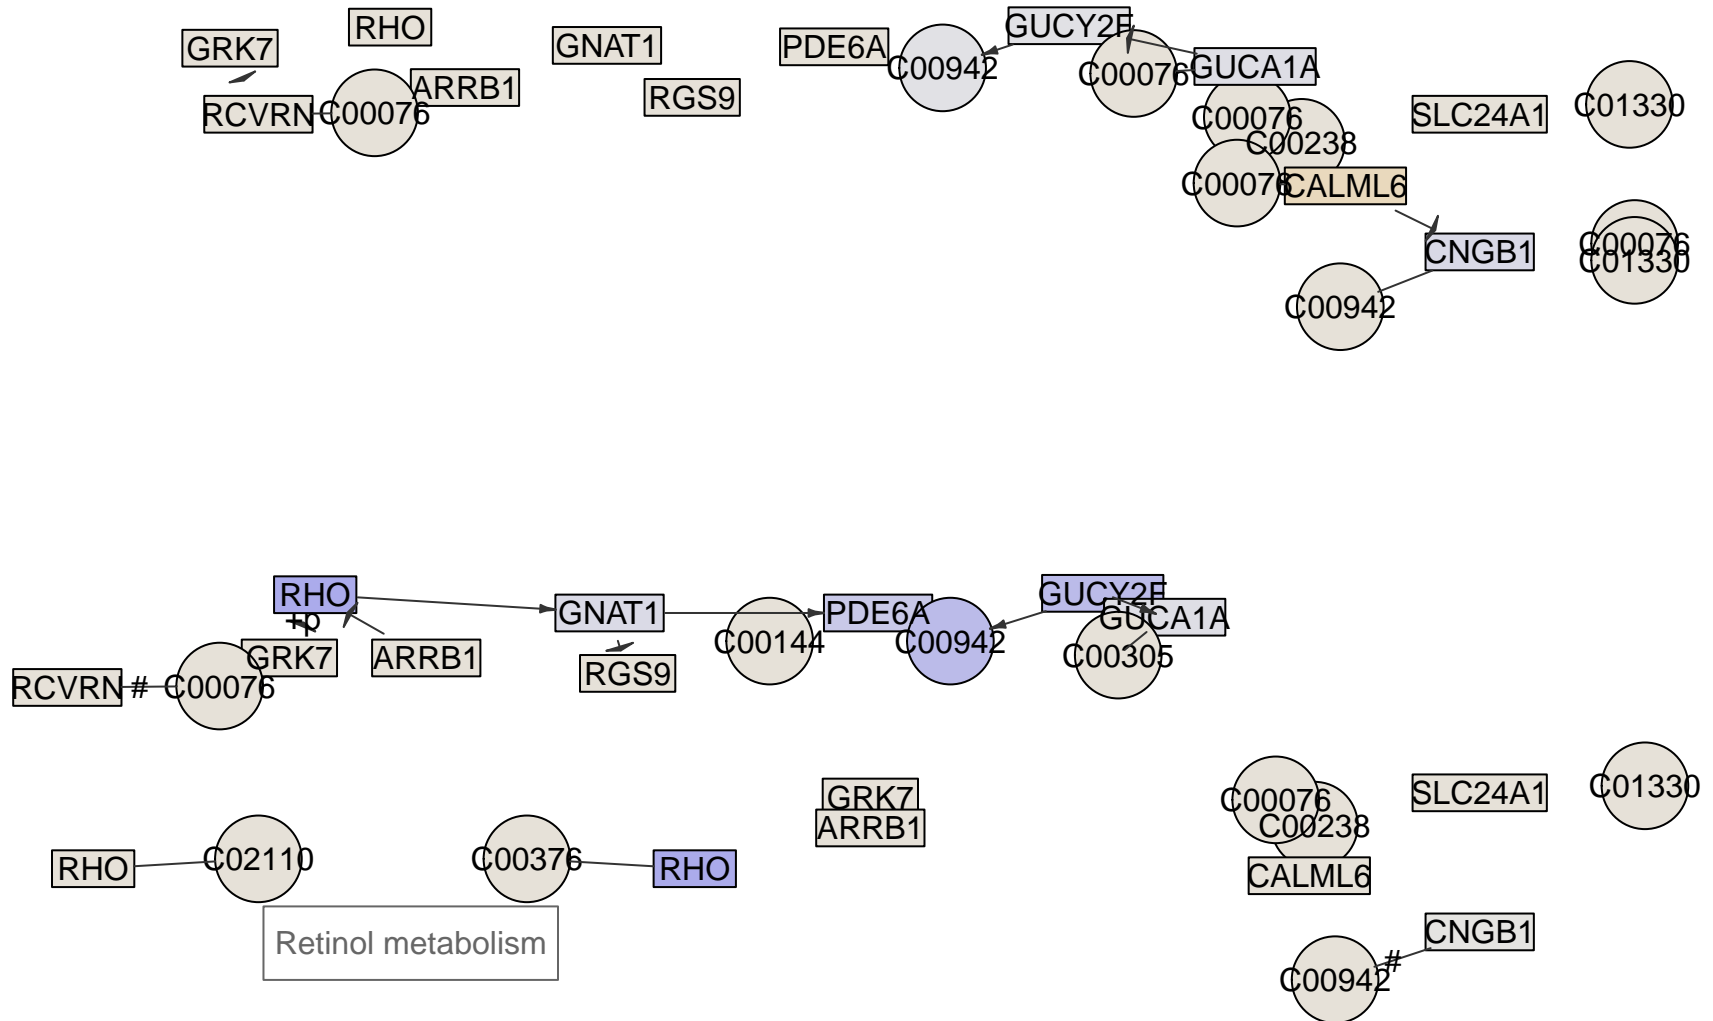 RHO
GUCY2F
GRK7
GNAT1
PDE6A
C00942
C00076
GUCA1A
ARRB1
RGS9
C01330
RCVRN
C00076
SLC24A1
C00076
C00238
C00076
CALML6
C00076
CNGB1
C01330
C00942
RHO
GUCY2F
GNAT1
PDE6A
GUCA1A
+p
C00144
C00942
GRK7
ARRB1
C00305
RGS9
RCVRN
#
C00076
C01330
SLC24A1
GRK7
C00076
C00238
ARRB1
RHO
C02110
C00376
RHO
CALML6
CNGB1
Retinol metabolism
#
C00942